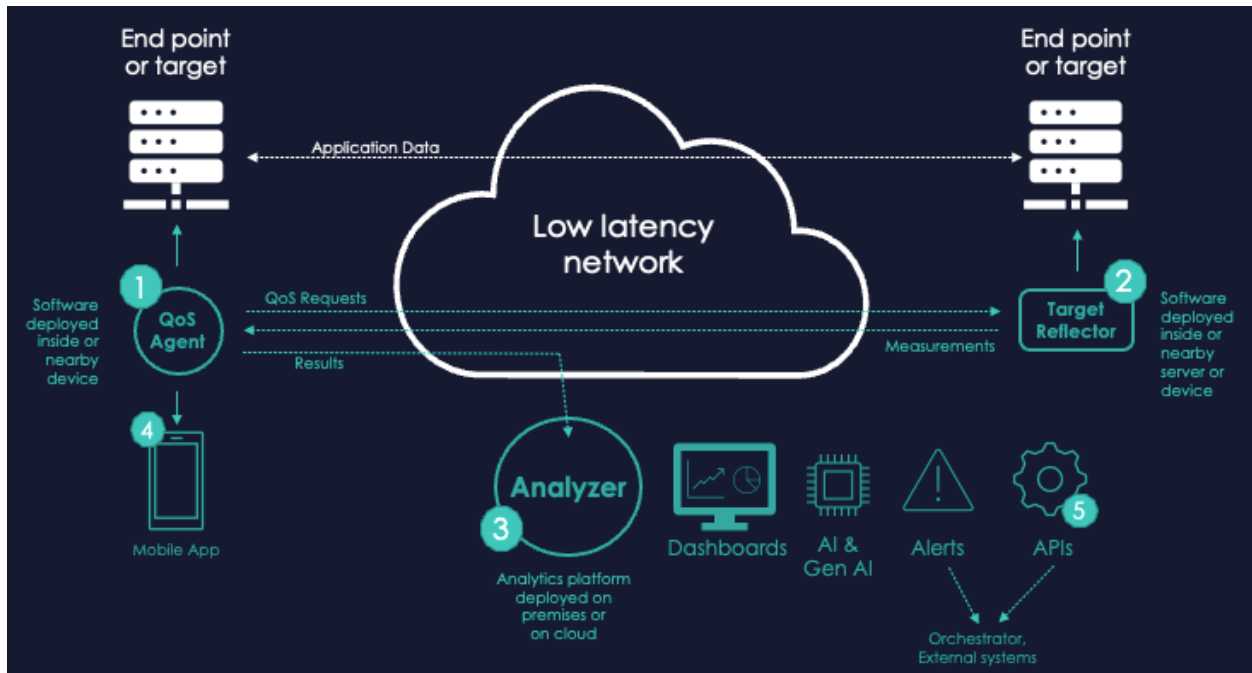 End point
or target
End point
or target
Application Data
Low latency
network
1
QoS
Agent
Software
deployed
inside or
nearby
device
QoS Requests
Measurements
Results
2
Target
Reflector
Software
deployed
inside or
nearby
server or
device
4
Mobile App
Analyzer
3
Analytics platform
deployed on
premises or
on cloud
Dashboards
AI &
Gen AI
Alerts
5
APIs
Orchestrator,
External systems